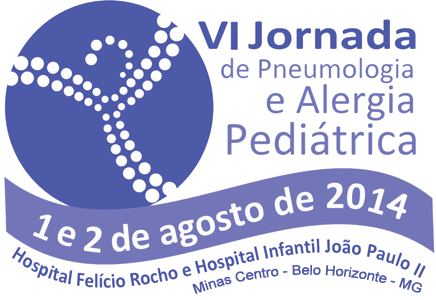 VI Jornada
de Pneumologia
e Alergia
Pediátrica
1 e 2 de agosto de 2014
Hospital Felício Rocho e Hospital Infantil João Paulo II
Minas Centro - Belo Horizonte - MG